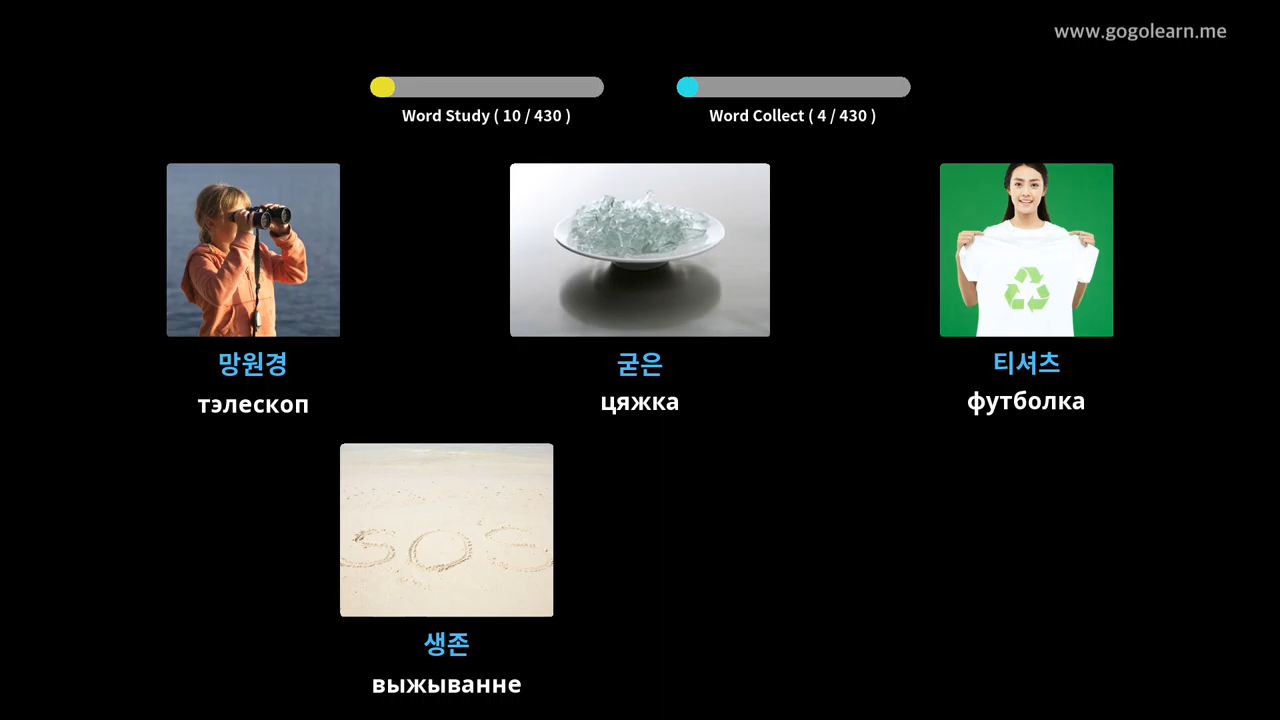 www.gogolearn.me
Word Study ( 10 / 430 )
Word Collect ( 4 / 430 )
망원경
тэлескоп
굳은
цяжка
티셔츠
футболка
SOS
생존
выжыванне